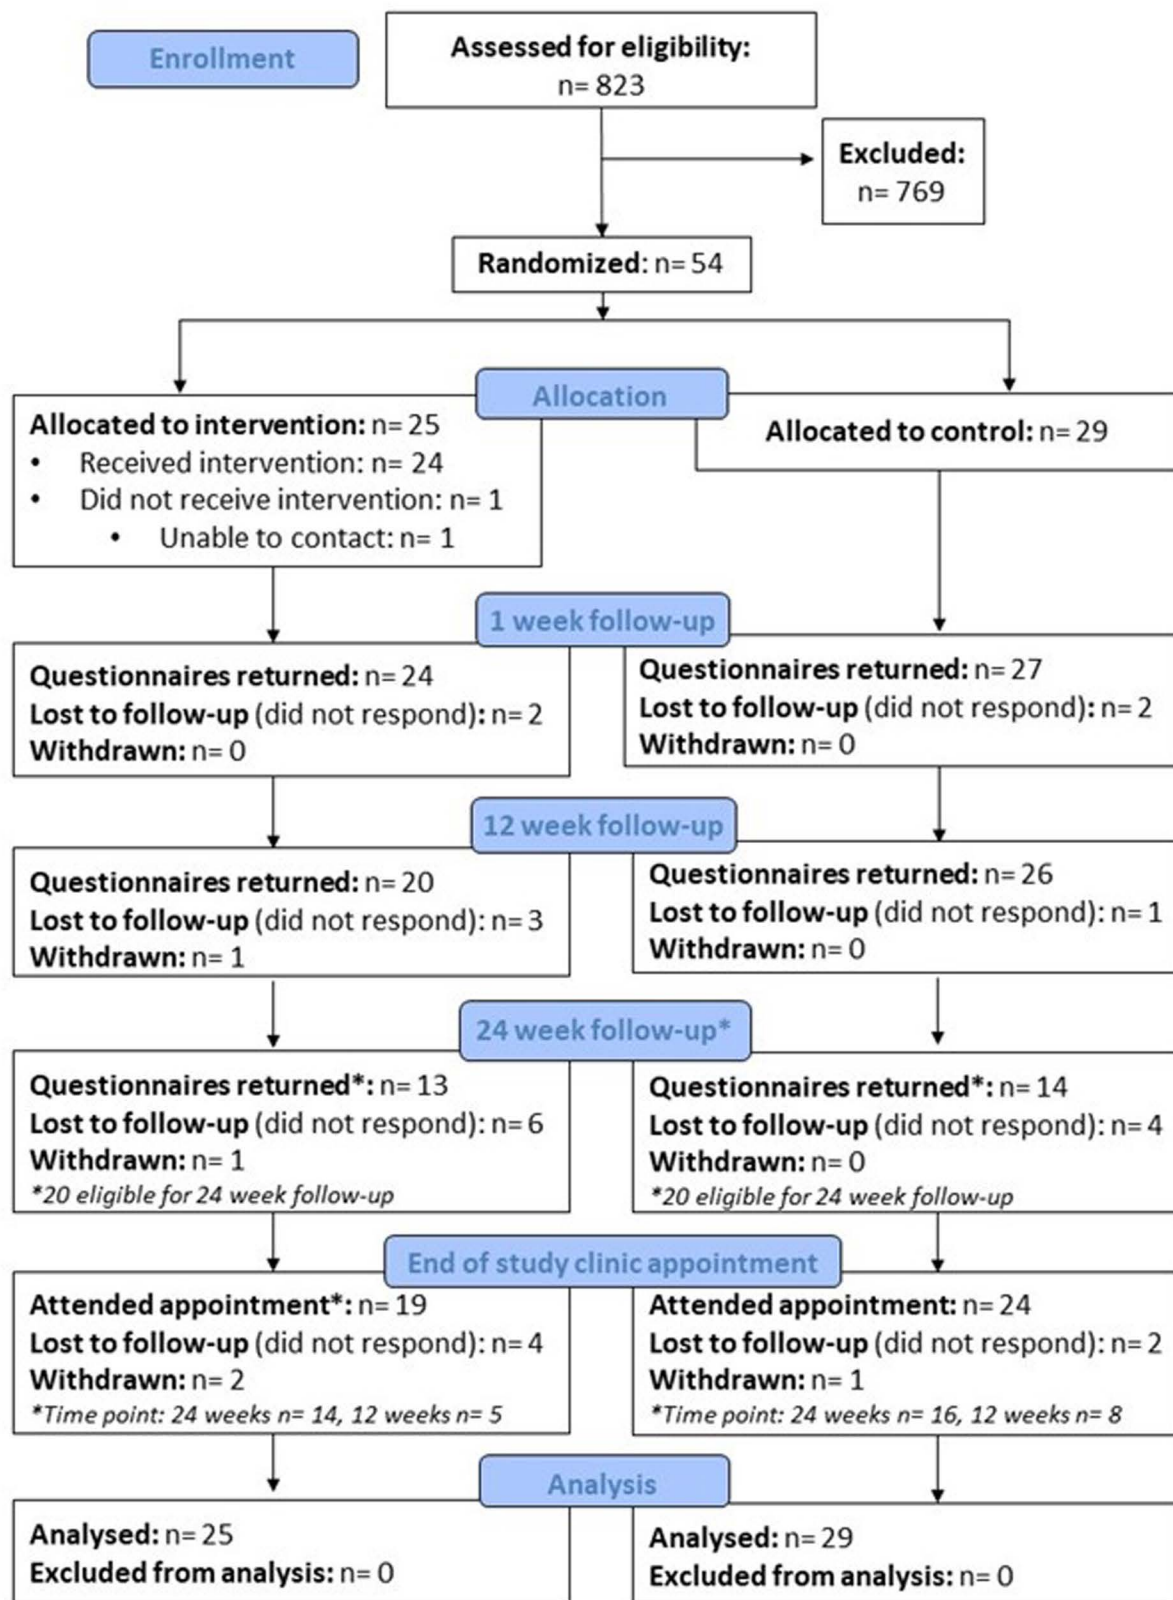 Enrollment
Assessed for eligibility:
n= 823
Excluded:
n= 769
Randomized: n= 54
Allocation
Allocated to intervention: n= 25
• Received intervention: n= 24
• Did not receive intervention: n= 1
• Unable to contact: n= 1
Allocated to control: n= 29
1 week follow-up
Questionnaires returned: n= 24
Lost to follow-up (did not respond): n= 2
Withdrawn: n= 0
Questionnaires returned: n= 27
Lost to follow-up (did not respond): n= 2
Withdrawn: n= 0
12 week follow-up
Questionnaires returned: n= 20
Lost to follow-up (did not respond): n= 3
Withdrawn: n= 1
Questionnaires returned: n= 26
Lost to follow-up (did not respond): n= 1
Withdrawn: n= 0
24 week follow-up*
Questionnaires returned*: n= 13
Lost to follow-up (did not respond): n= 6
Withdrawn: n= 1
*20 eligible for 24 week follow-up
Questionnaires returned*: n= 14
Lost to follow-up (did not respond): n= 4
Withdrawn: n= 0
*20 eligible for 24 week follow-up
End of study clinic appointment
Attended appointment*: n= 19
Lost to follow-up (did not respond): n= 4
Withdrawn: n= 2
*Time point: 24 weeks n= 14, 12 weeks n= 5
Attended appointment: n= 24
Lost to follow-up (did not respond): n= 2
Withdrawn: n= 1
*Time point: 24 weeks n= 16, 12 weeks n= 8
Analysis
Analysed: n= 25
Excluded from analysis: n= 0
Analysed: n= 29
Excluded from analysis: n= 0